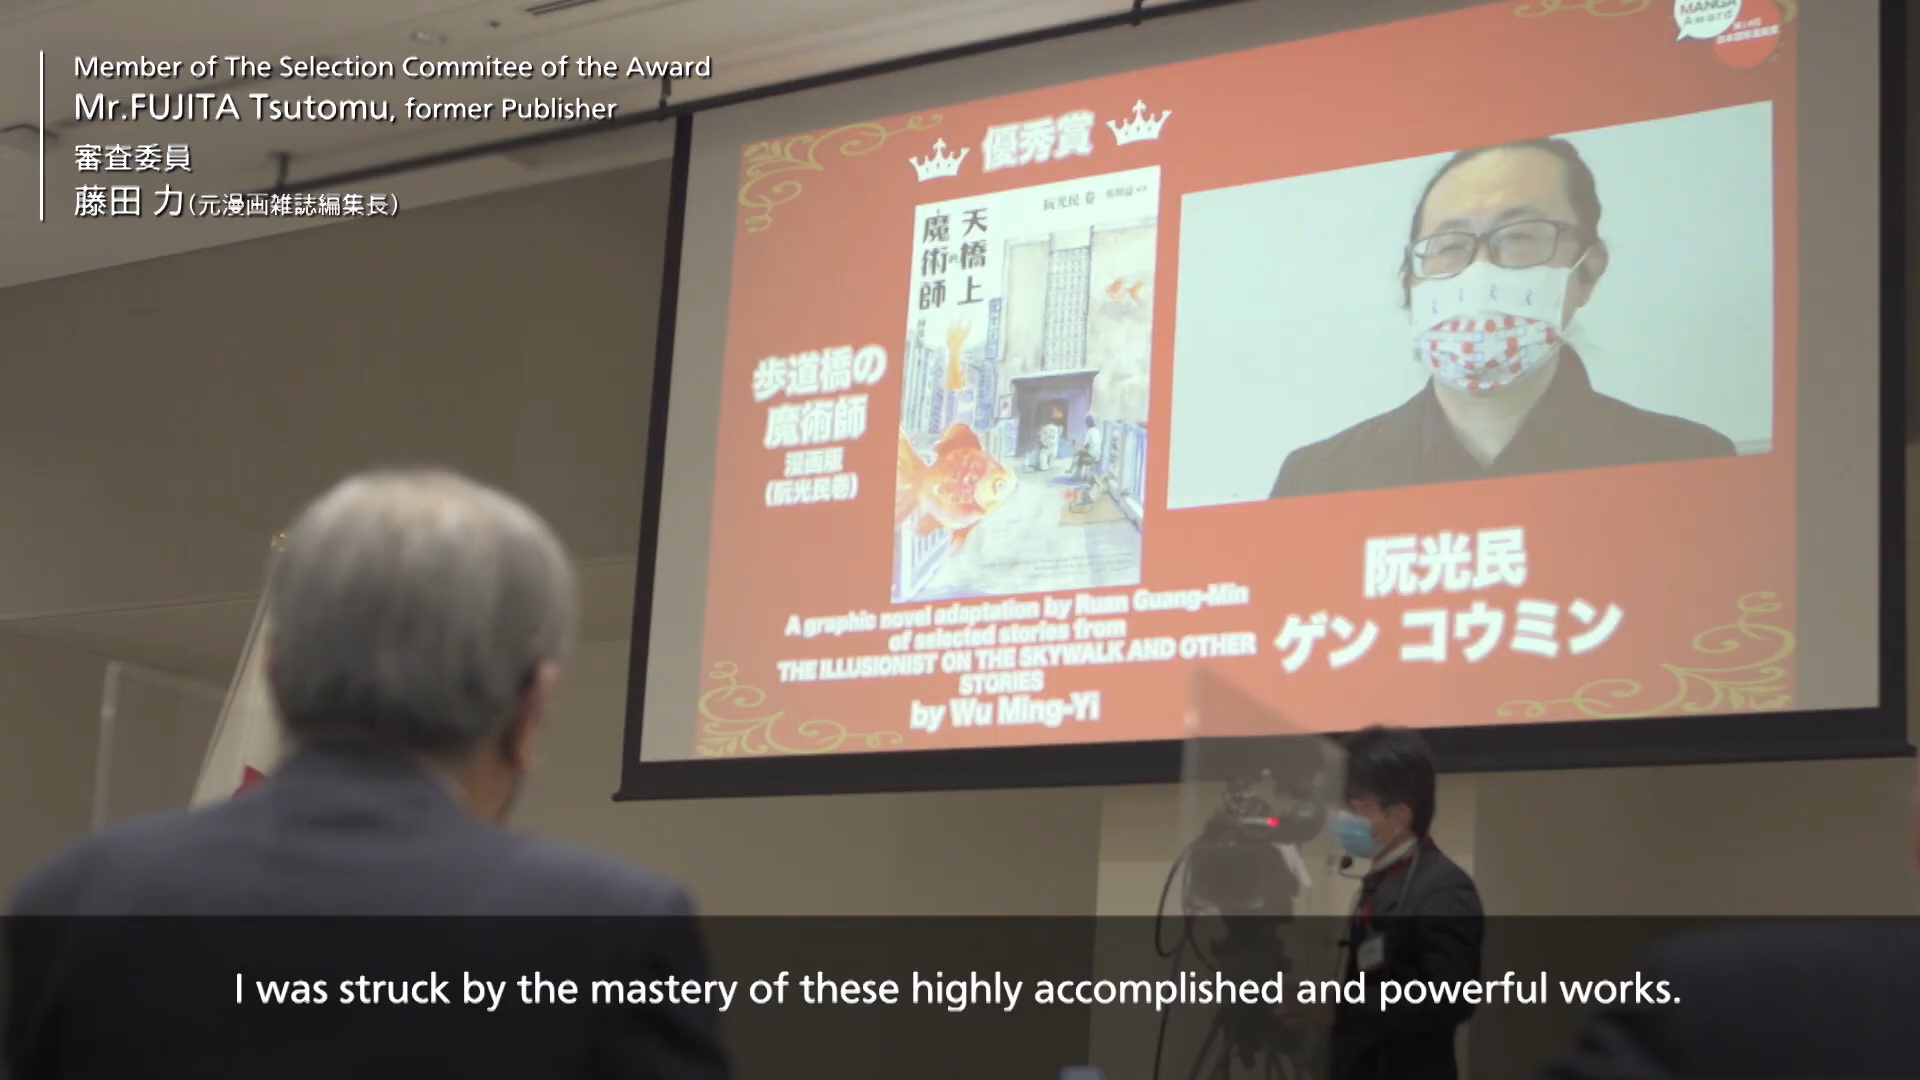 Member of The Selection Commitee of the Award
Mr.FUJITA Tsutomu, former Publisher
審査委員
藤田 力(元漫画雑誌編集長)
MANGA
Award
優秀賞
阮光民 卷
天橋上
的
魔術師
歩道橋の
魔術師
漫画版
(阮光民巻)
A graphic novel adaptation by Ruan Guang-Min
of selected stories from
THE ILLUSIONIST ON THE SKYWALK AND OTHER
STORIES
by Wu Ming-Yi
阮光民
ゲン コウミン
I was struck by the mastery of these highly accomplished and powerful works.